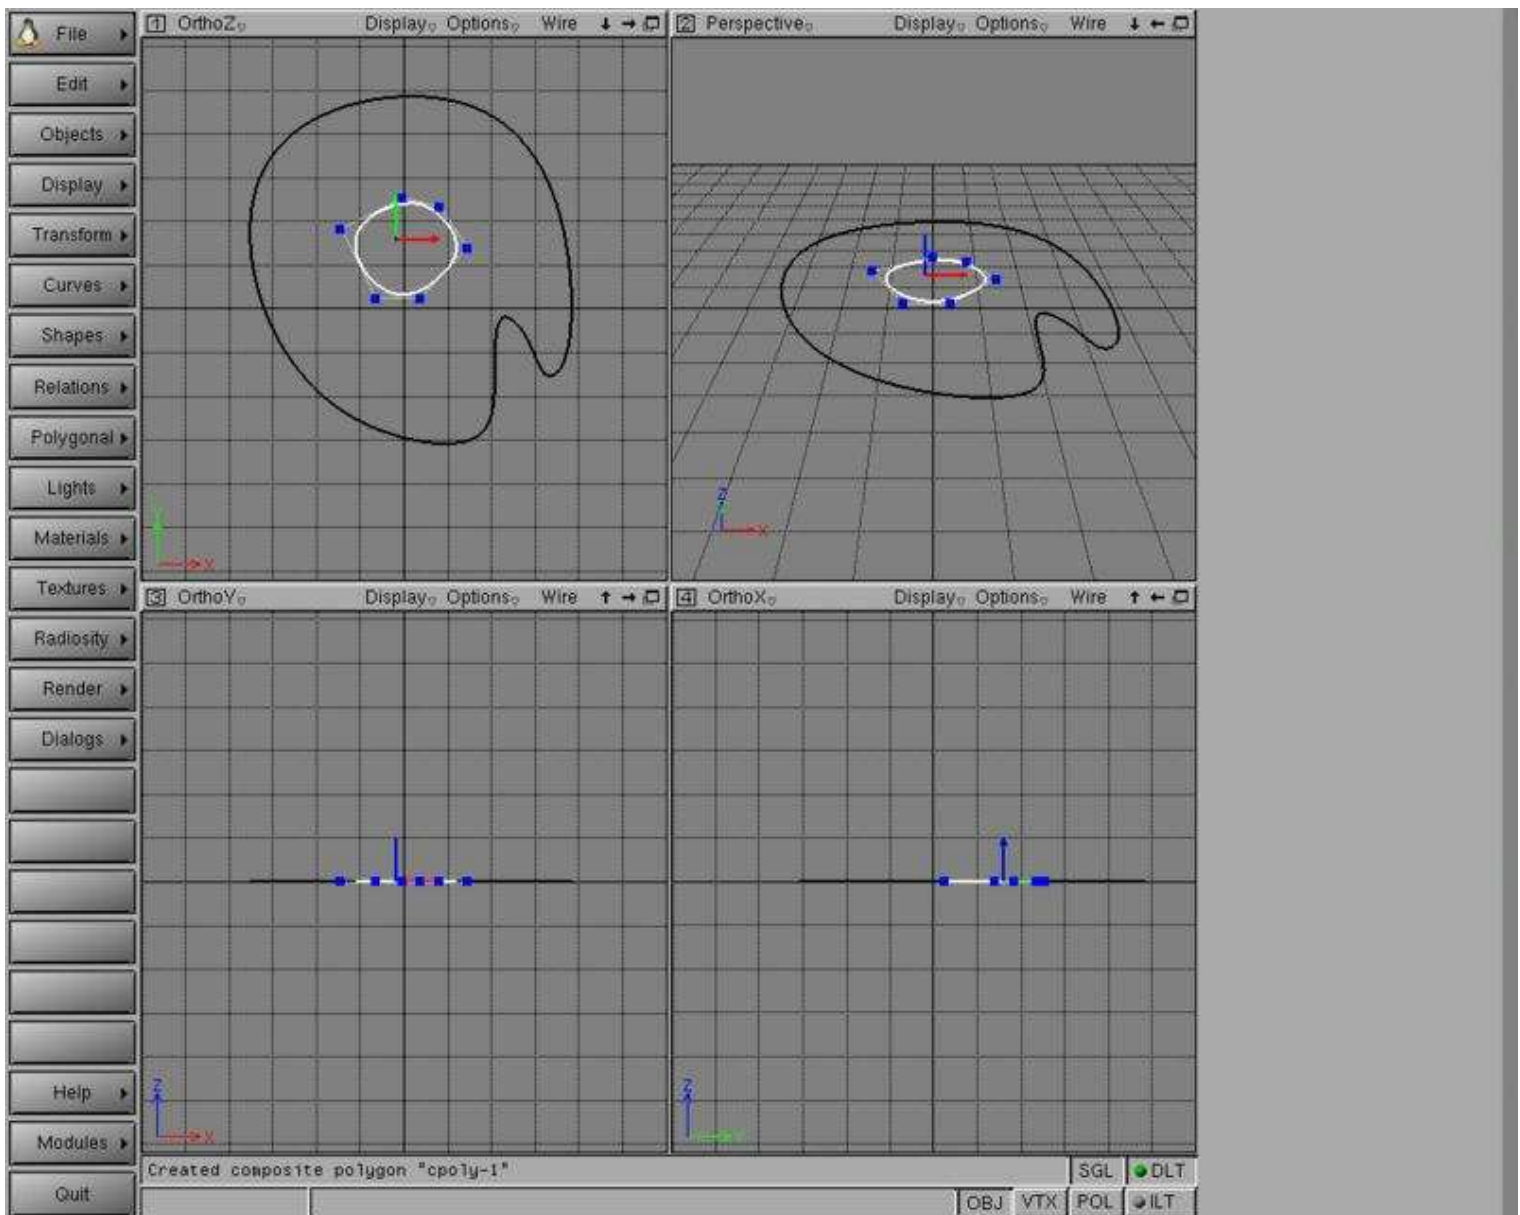 File
Edit
Objects
Display
Transform
Curves
Shapes
Relations
Polygonal
Lights
Materials
Textures
Radiosity
Render
Dialogs
Help
Modules
Quit
1 OrthoZ Display Options Wire
Y
X
2 Perspective Display Options Wire
Z
X
3 OrthoY Display Options Wire
Z
X
4 OrthoX Display Options Wire
Z
Y
Created composite polygon "cpoly-1"
SGL DLT
OBJ VTX POL ILT